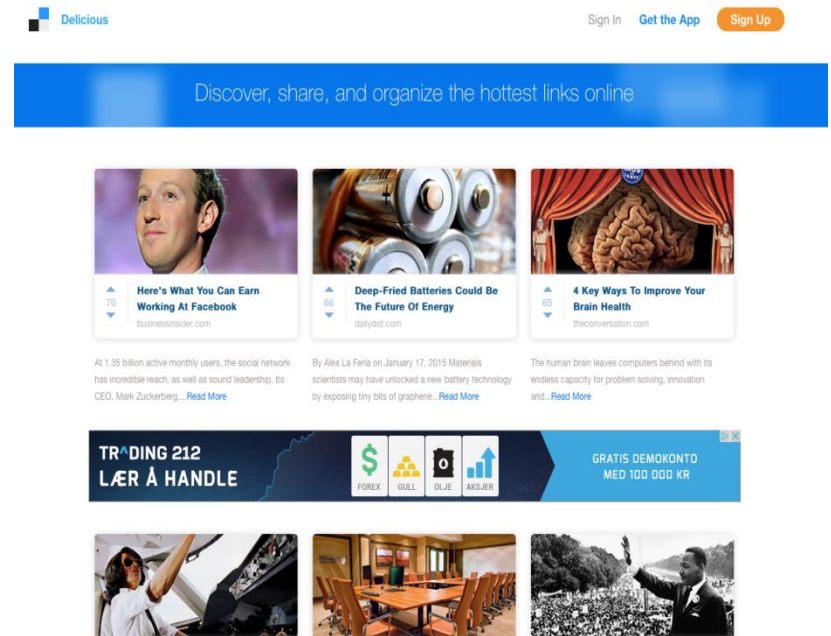 Delicious
Sign In
Get the App
Sign Up
Discover, share, and organize the hottest links online
70
Here's What You Can Earn
Working At Facebook
businessinsider.com
66
Deep-Fried Batteries Could Be
The Future Of Energy
dailydot.com
65
4 Key Ways To Improve Your
Brain Health
theconversation.com
At 1.35 billion active monthly users, the social network
has incredible reach, as well as sound leadership. Its
CEO, Mark Zuckerberg,...Read More
By Alex La Ferla on January 17, 2015 Materials
scientists may have unlocked a new battery technology
by exposing tiny bits of graphene...Read More
The human brain leaves computers behind with its
endless capacity for problem solving, innovation
and...Read More
TR^DING 212
LÆR Å HANDLE
FOREX
GULL
OLJE
AKSJER
GRATIS DEMOKONTO
MED 100 000 KR